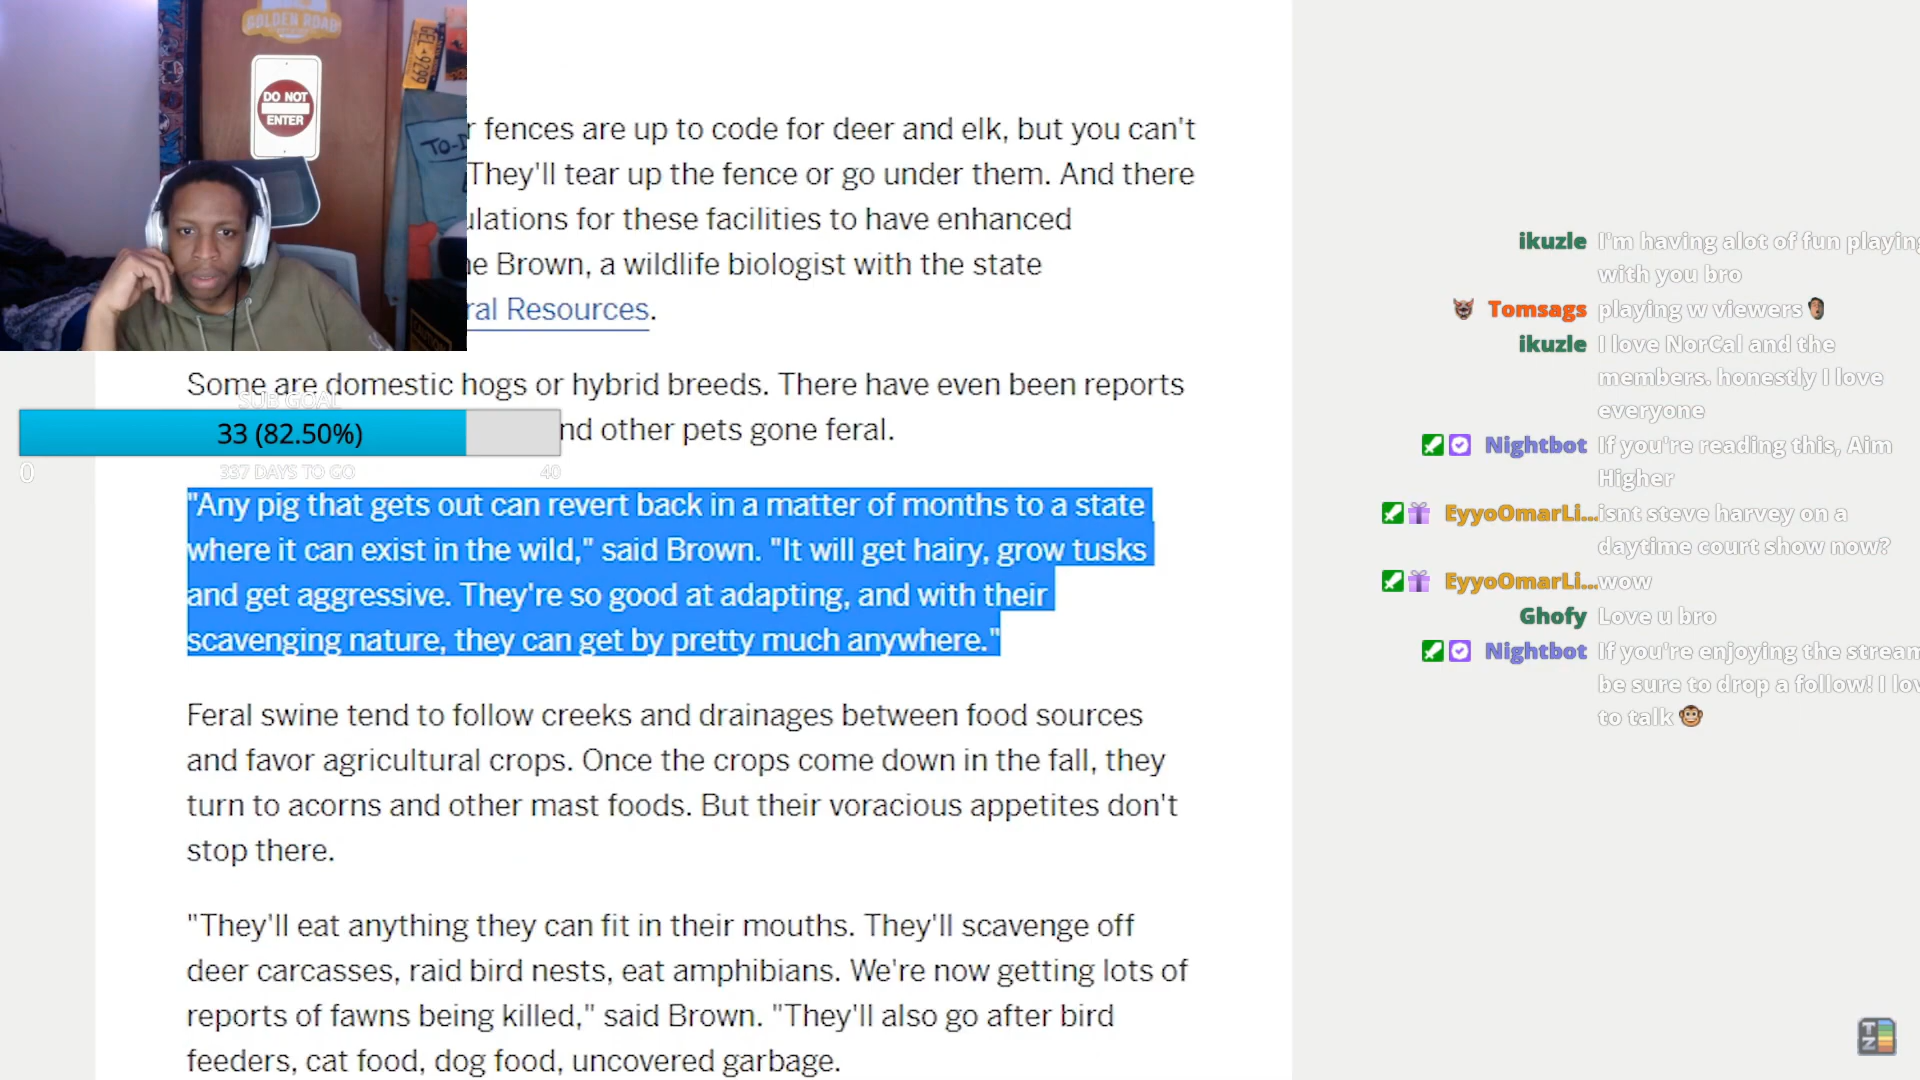 GOLDEN ROAD
DO NOT
ENTER
TO-D
r fences are up to code for deer and elk, but you can't
They'll tear up the fence or go under them. And there
ulations for these facilities to have enhanced
ne Brown, a wildlife biologist with the state
ral Resources.
Some are domestic hogs or hybrid breeds. There have even been reports
nd other pets gone feral.
SUB GOAL
33 (82.50%)
0
337 DAYS TO GO
40
"Any pig that gets out can revert back in a matter of months to a state
where it can exist in the wild," said Brown. "It will get hairy, grow tusks
and get aggressive. They're so good at adapting, and with their
scavenging nature, they can get by pretty much anywhere."
Feral swine tend to follow creeks and drainages between food sources
and favor agricultural crops. Once the crops come down in the fall, they
turn to acorns and other mast foods. But their voracious appetites don't
stop there.
"They'll eat anything they can fit in their mouths. They'll scavenge off
deer carcasses, raid bird nests, eat amphibians. We're now getting lots of
reports of fawns being killed," said Brown. "They'll also go after bird
feeders, cat food, dog food, uncovered garbage.
ikuzle I'm having alot of fun playing
with you bro
Tomsags playing w viewers
ikuzle I love NorCal and the
members. honestly I love
everyone
Nightbot If you're reading this, Aim
Higher
EyyoOmarLi... isnt steve harvey on a
daytime court show now?
EyyoOmarLi... wow
Ghofy Love u bro
Nightbot If you're enjoying the stream
be sure to drop a follow! I lov
to talk
TZ